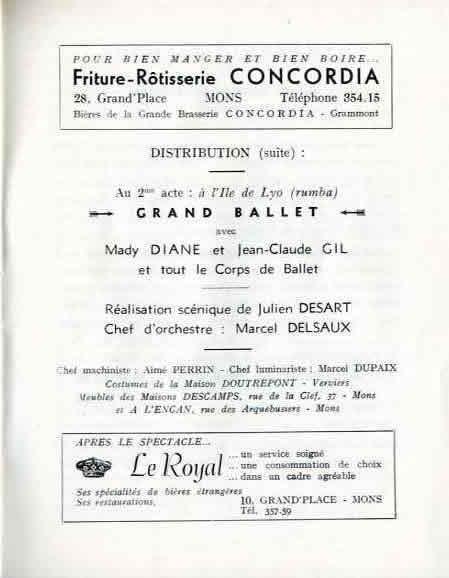 POUR BIEN MANGER ET BIEN BOIRE...
Friture-Rôtisserie CONCORDIA
28, Grand'Place MONS Téléphone 354.15
Bières de la Grande Brasserie CONCORDIA - Grammont
DISTRIBUTION (suite) :
Au 2me acte : à l'Ile de Lyo (rumba)
GRAND BALLET
avec
Mady DIANE et Jean-Claude GIL
et tout le Corps de Ballet
Réalisation scénique de Julien DESART
Chef d'orchestre : Marcel DELSAUX
Chef machiniste : Aimé PERRIN - Chef luminariste : Marcel DUPAIX
Costumes de la Maison DOUTREPONT - Verviers
Meubles des Maisons DESCAMPS, rue de la Clef, 37 - Mons
et A L'ENCAN, rue des Arquebusiers - Mons
APRES LE SPECTACLE...
Le Royal
... un service soigné
... une consommation de choix
... dans un cadre agréable
Ses spécialités de bières étrangères
Ses restaurations.
10, GRAND'PLACE - MONS
Tél. 357-59